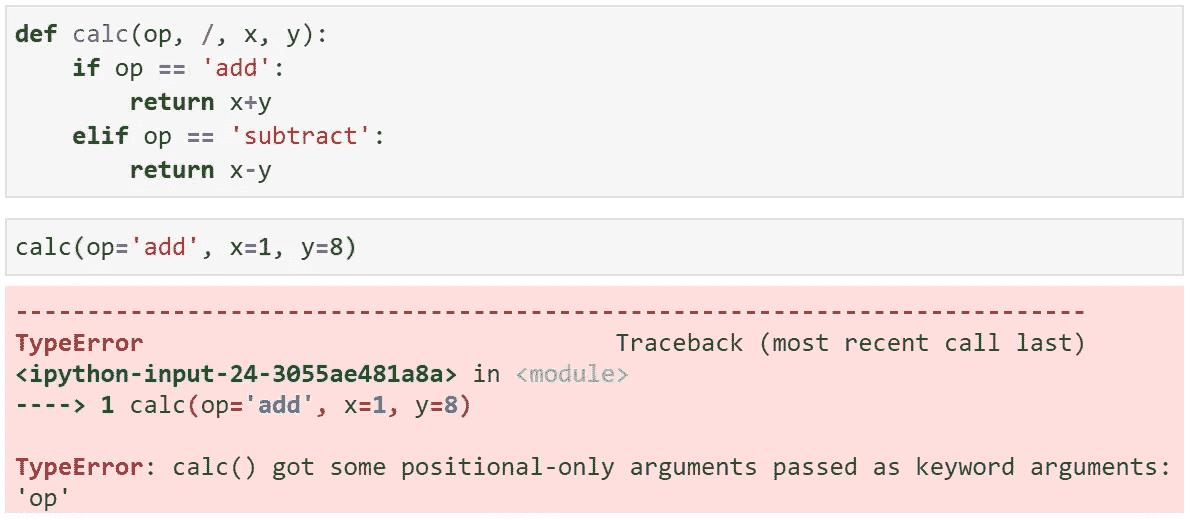 def calc(op, /, x, y):
    if op == 'add':
        return x+y
    elif op == 'subtract':
        return x-y
calc(op='add', x=1, y=8)
---------------------------------------------------------------------------
TypeError                                 Traceback (most recent call last)
<ipython-input-24-3055ae481a8a> in <module>
----> 1 calc(op='add', x=1, y=8)
TypeError: calc() got some positional-only arguments passed as keyword arguments:
'op'